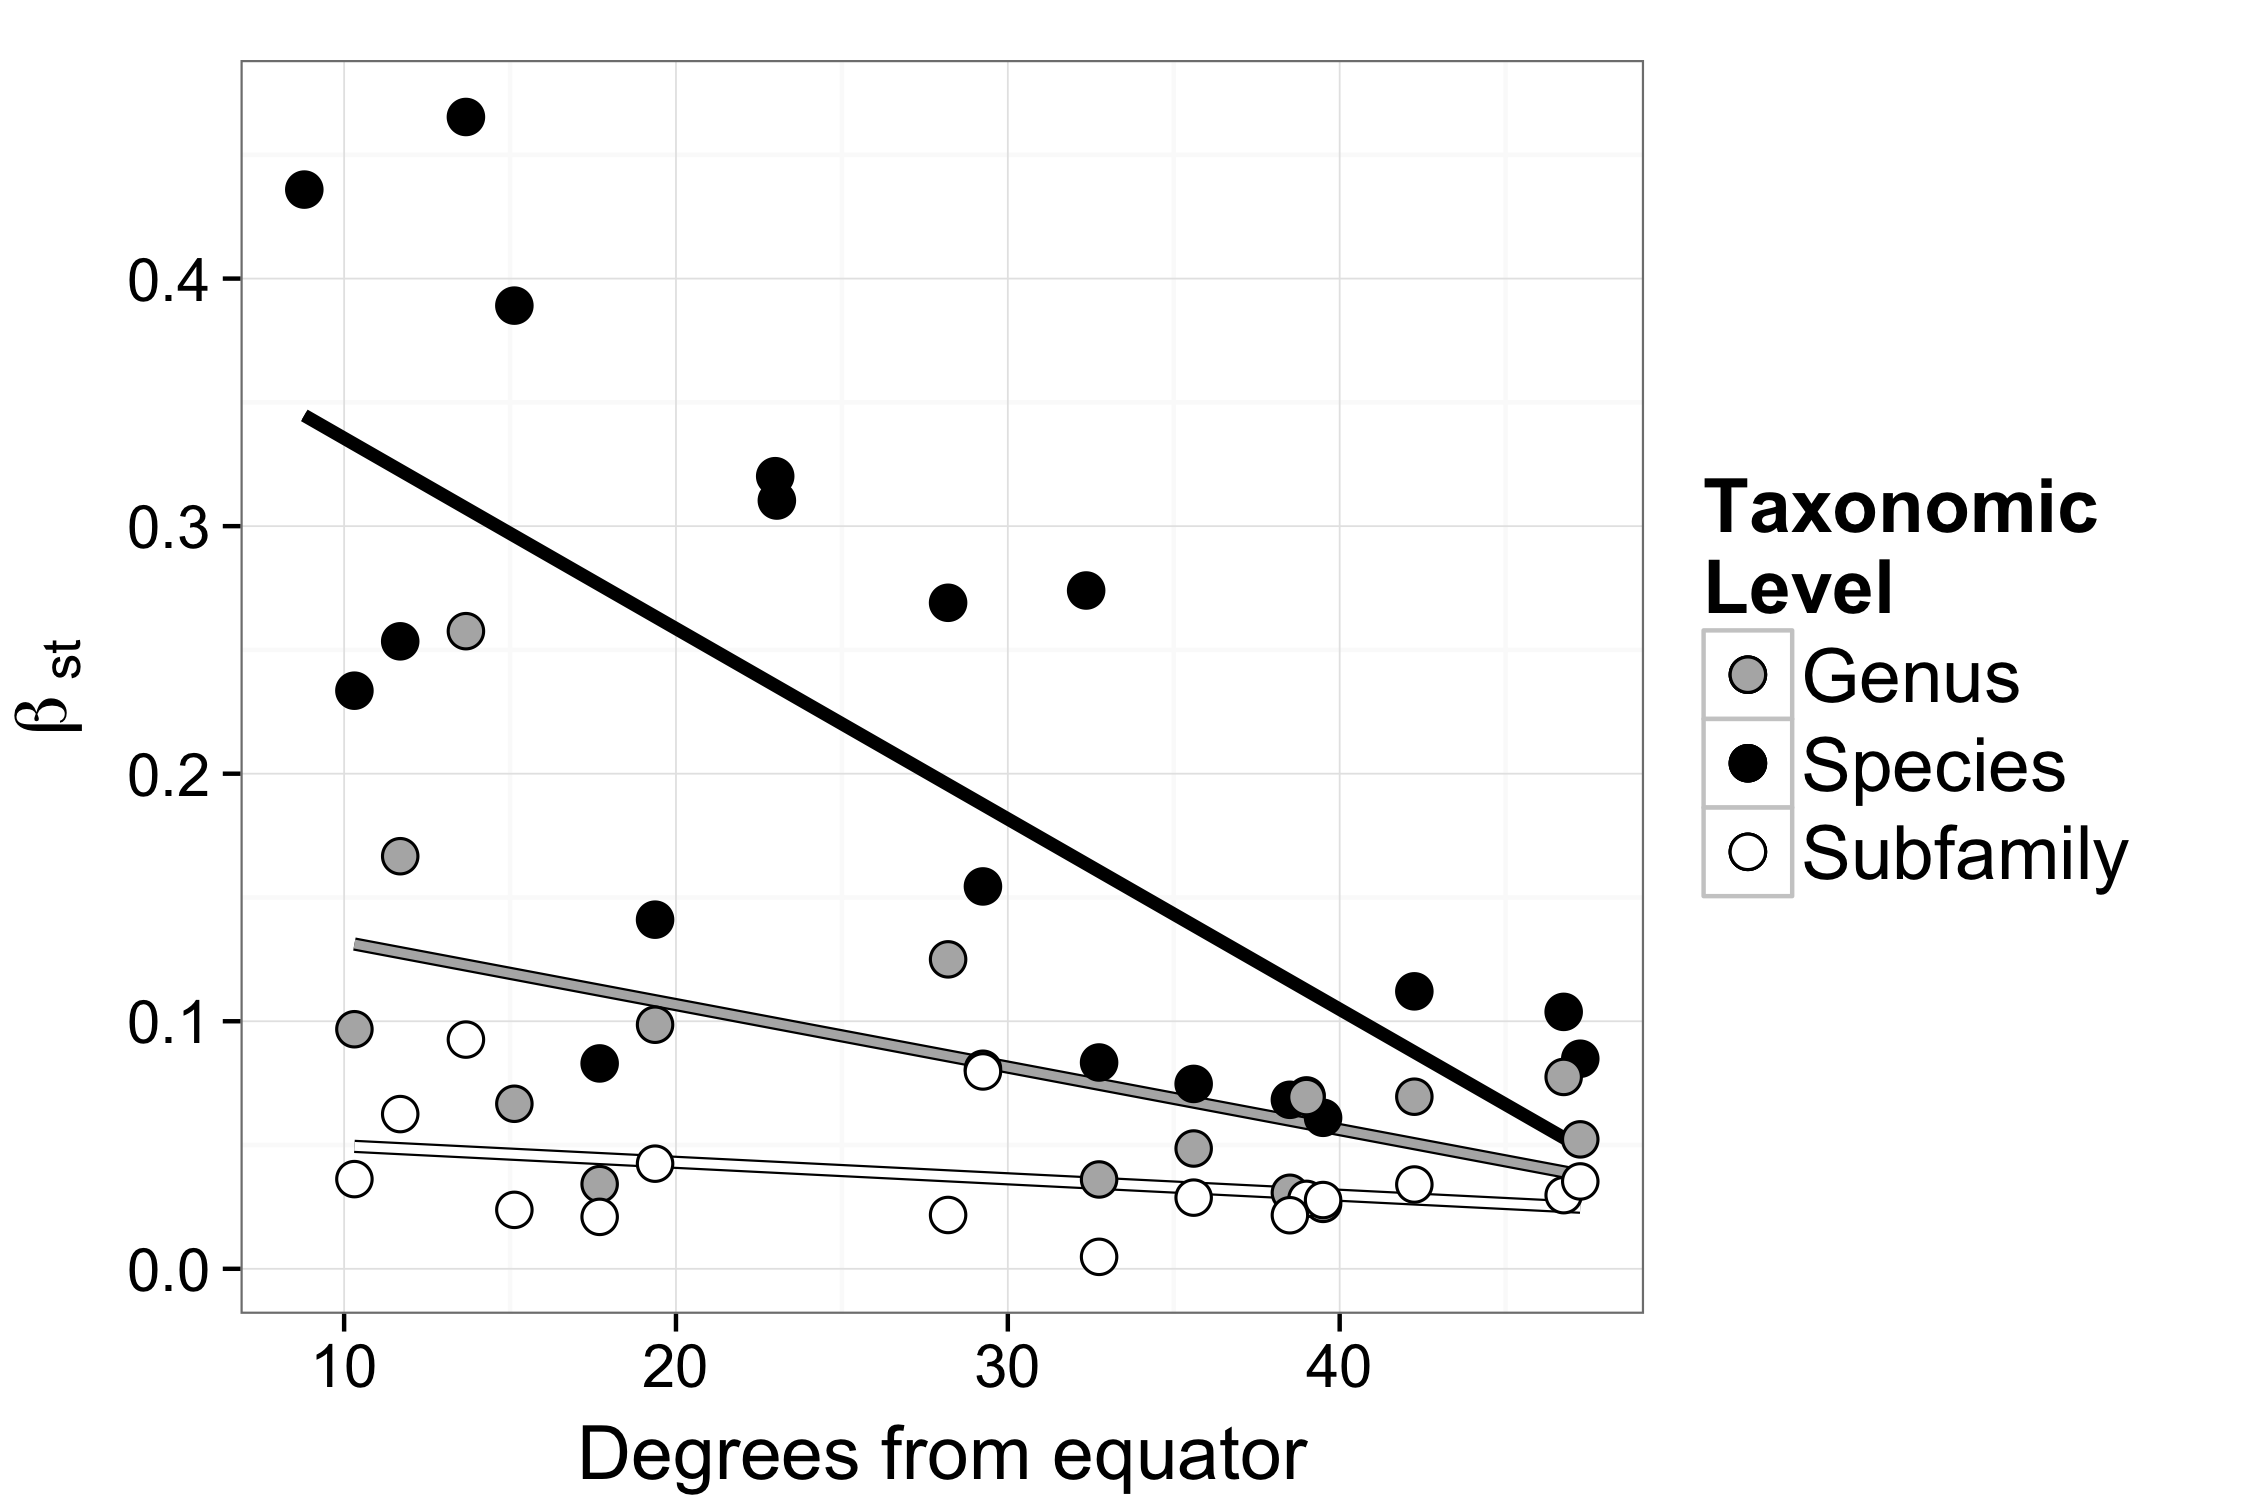 β st
0.4
0.3
0.2
0.1
0.0
10 20 30 40
Degrees from equator
Taxonomic
Level
Genus
Species
Subfamily